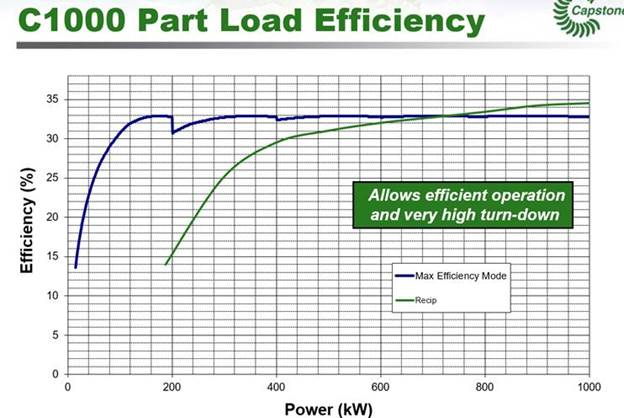 C1000 Part Load Efficiency
Capstone
35
30
25
20
15
10
5
0
Efficiency (%)
Allows efficient operation
and very high turn-down
Max Efficiency Mode
Recip
0 200 400 600 800 1000
Power (kW)